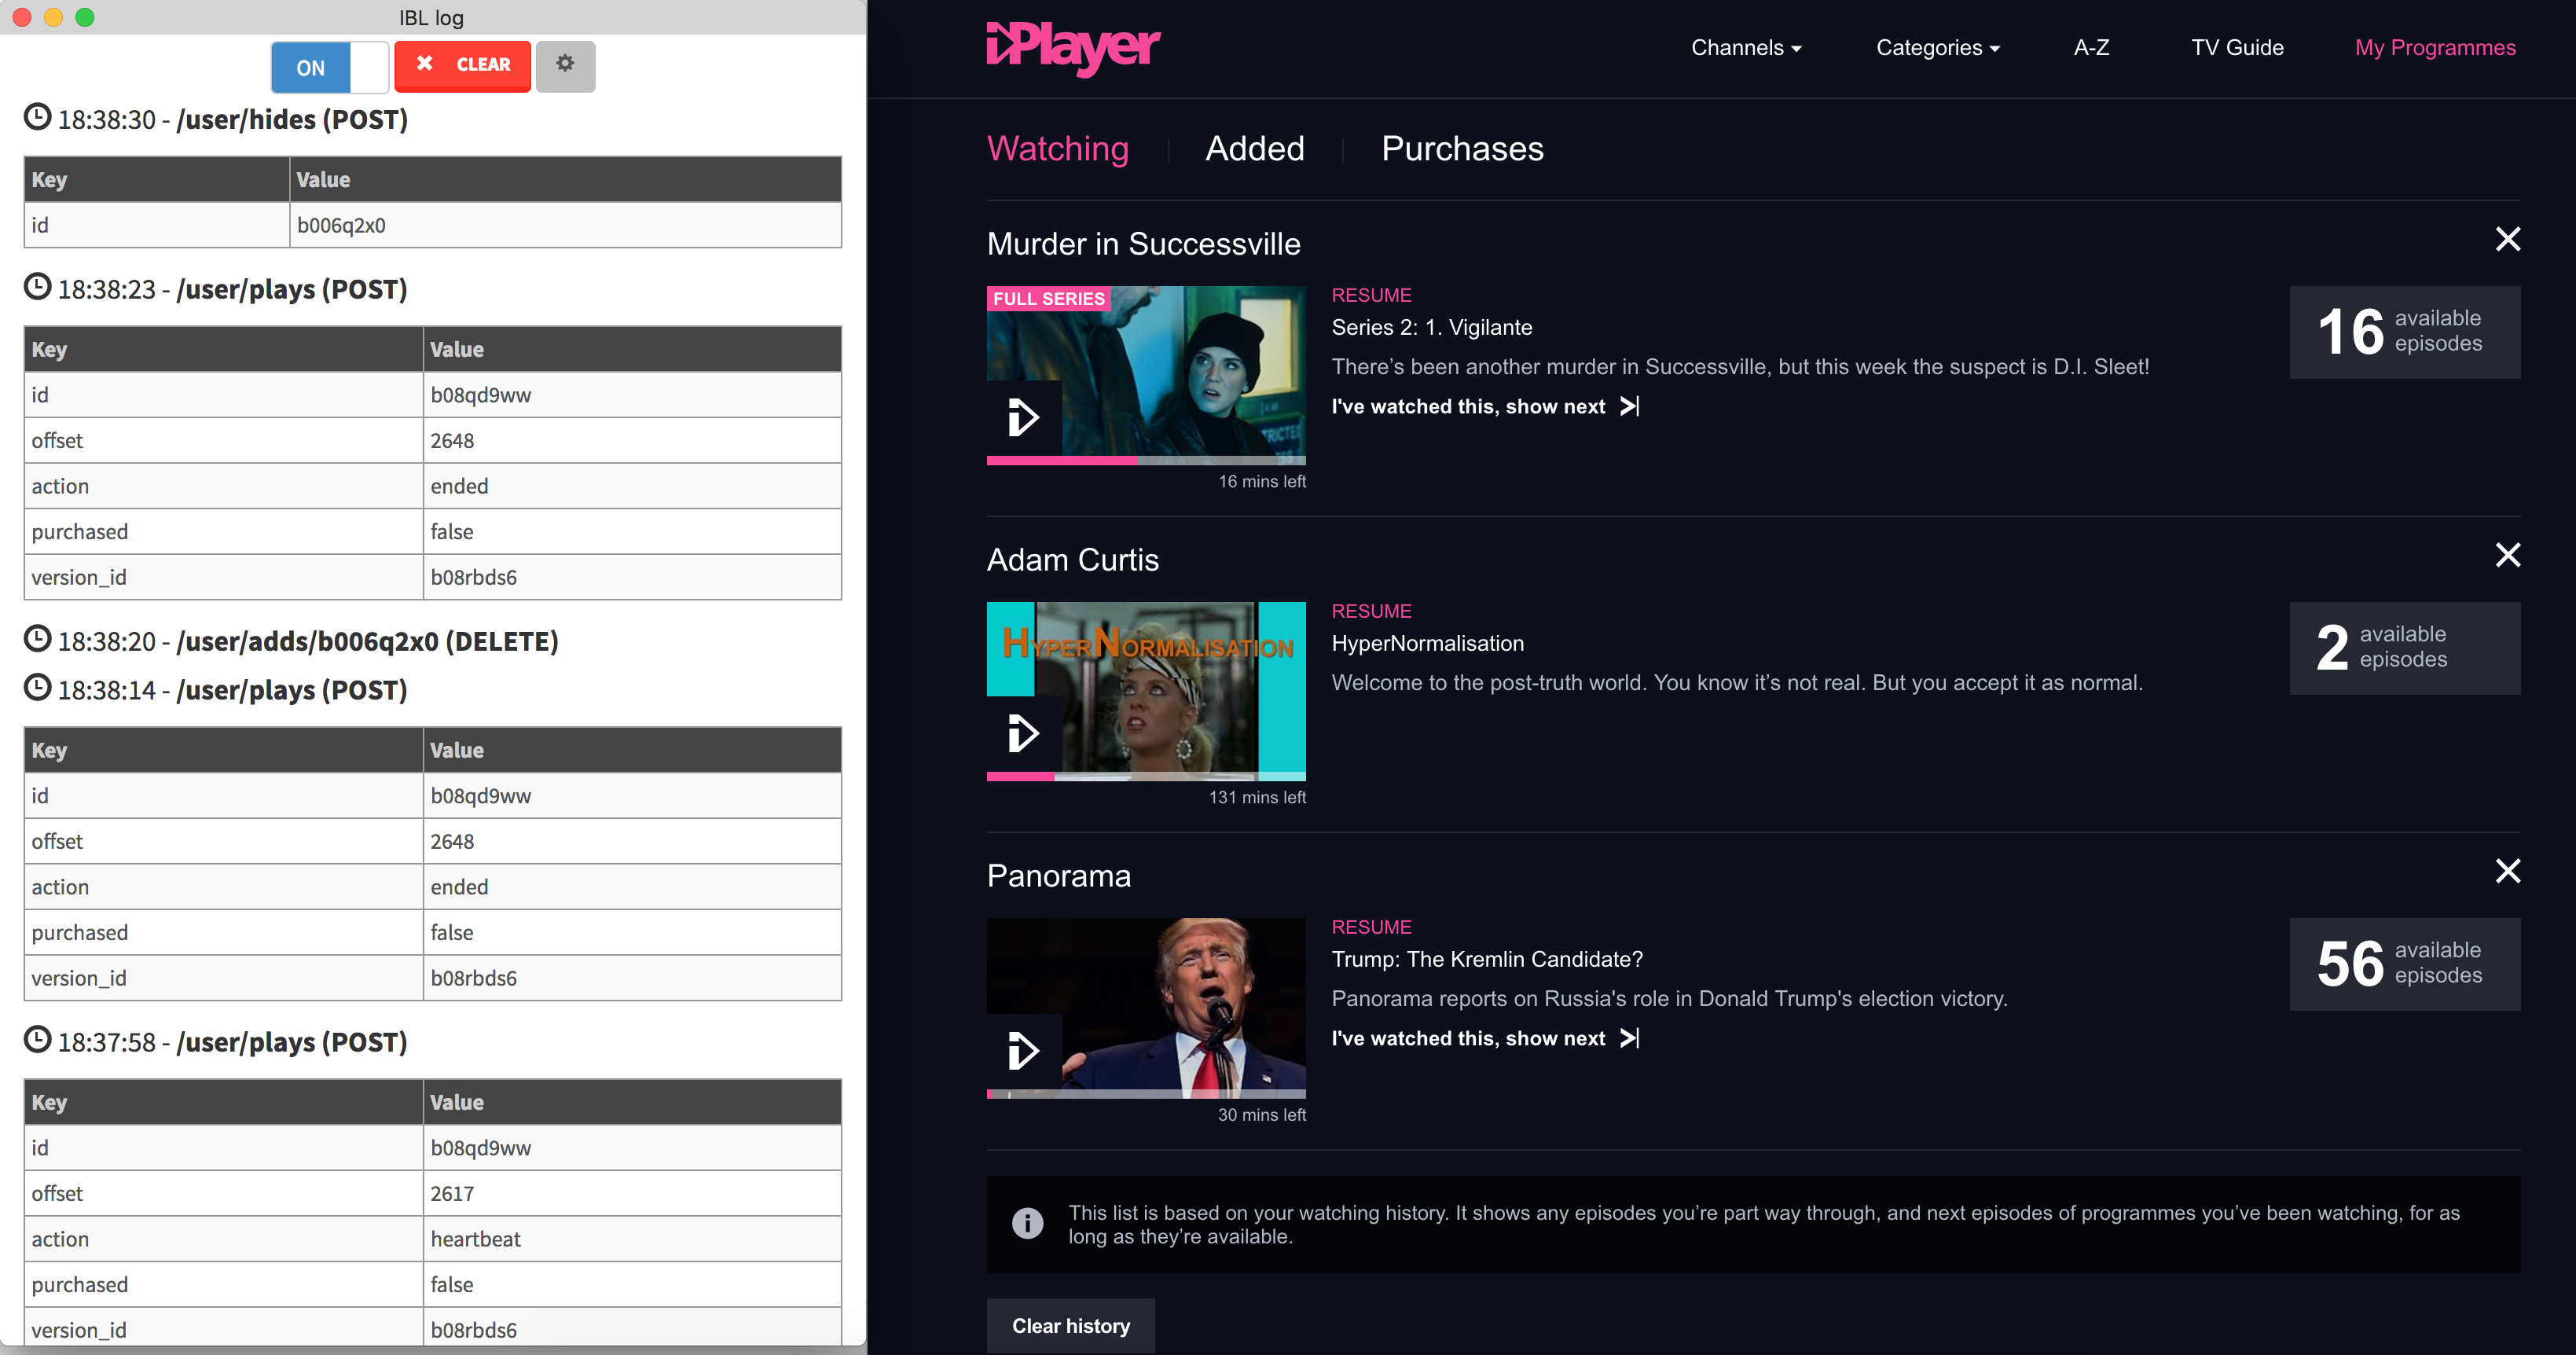 IBL log
ON
CLEAR
18:38:30 - /user/hides (POST)
Key Value
id b006q2x0
18:38:23 - /user/plays (POST)
Key Value
id b08qd9ww
offset 2648
action ended
purchased false
version_id b08rbds6
18:38:20 - /user/adds/b006q2x0 (DELETE)
18:38:14 - /user/plays (POST)
Key Value
id b08qd9ww
offset 2648
action ended
purchased false
version_id b08rbds6
18:37:58 - /user/plays (POST)
Key Value
id b08qd9ww
offset 2617
action heartbeat
purchased false
version_id b08rbds6
iPlayer
Channels Categories A-Z TV Guide My Programmes
Watching Added Purchases
Murder in Successville
FULL SERIES
16 mins left
RESUME
Series 2: 1. Vigilante
There’s been another murder in Successville, but this week the suspect is D.I. Sleet!
I've watched this, show next
16 available
episodes
Adam Curtis
HYPERNORMALISATION
131 mins left
RESUME
HyperNormalisation
Welcome to the post-truth world. You know it’s not real. But you accept it as normal.
2 available
episodes
Panorama
30 mins left
RESUME
Trump: The Kremlin Candidate?
Panorama reports on Russia's role in Donald Trump's election victory.
I've watched this, show next
56 available
episodes
This list is based on your watching history. It shows any episodes you’re part way through, and next episodes of programmes you’ve been watching, for as
long as they’re available.
Clear history